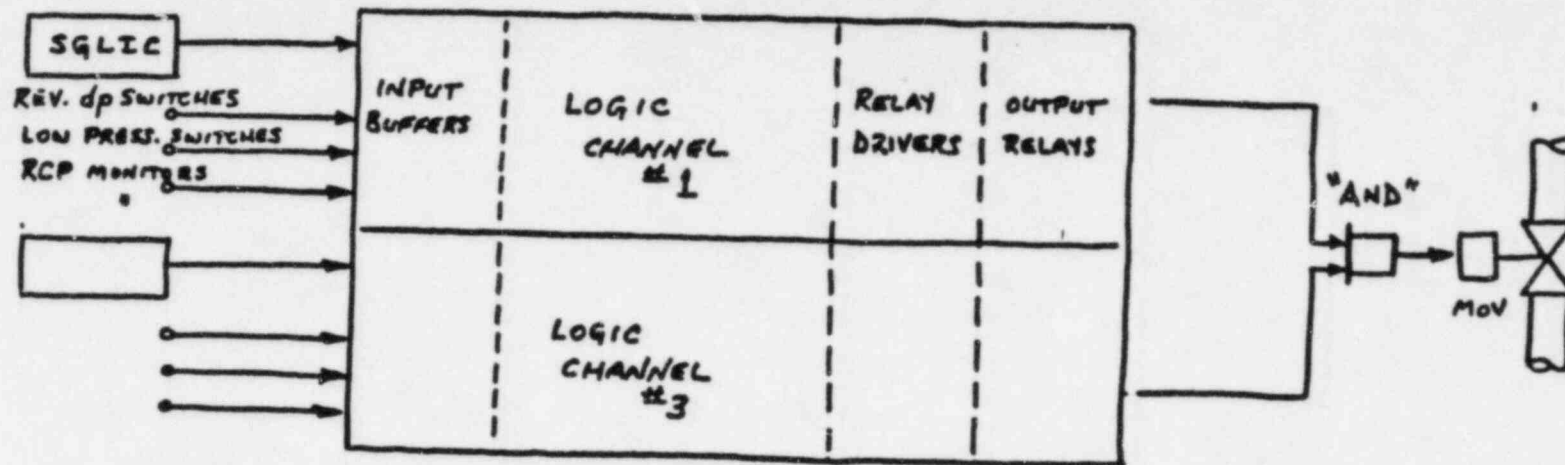 SGLIC
REV. dp SWITCHES
LOW PRESS. SWITCHES
RCP MONITORS
INPUT
BUFFERS
LOGIC
CHANNEL
#1
RELAY
DRIVERS
OUTPUT
RELAYS
"AND"
MOV
LOGIC
CHANNEL
#3